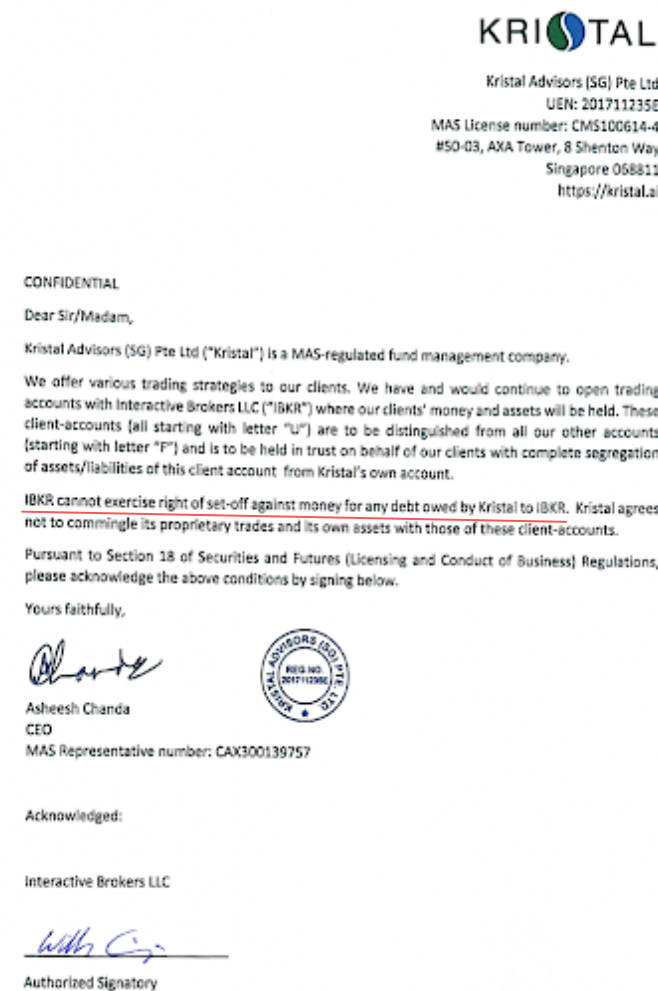 KRISTAL
Kristal Advisors (SG) Pte Ltd
UEN: 201711235E
MAS License number: CMS100614-4
#50-03, AXA Tower, 8 Shenton Way
Singapore 068811
https://kristal.ai
CONFIDENTIAL
Dear Sir/Madam,
Kristal Advisors (SG) Pte Ltd ("Kristal") is a MAS-regulated fund management company.
We offer various trading strategies to our clients. We have and would continue to open trading
accounts with Interactive Brokers LLC ("IBKR") where our clients' money and assets will be held. These
client-accounts (all starting with letter "U") are to be distinguished from all our other accounts
(starting with letter "F") and is to be held in trust on behalf of our clients with complete segregation
of assets/liabilities of this client account from Kristal's own account.
IBKR cannot exercise right of set-off against money for any debt owed by Kristal to IBKR. Kristal agrees
not to commingle its proprietary trades and its own assets with those of these client-accounts.
Pursuant to Section 18 of Securities and Futures (Licensing and Conduct of Business) Regulations,
please acknowledge the above conditions by signing below.
Yours faithfully,
KRISTAL ADVISORS (SG) PTE. LTD
REG. NO.
201711235E
Asheesh Chanda
CEO
MAS Representative number: CAX300139757
Acknowledged:
Interactive Brokers LLC
Authorized Signatory